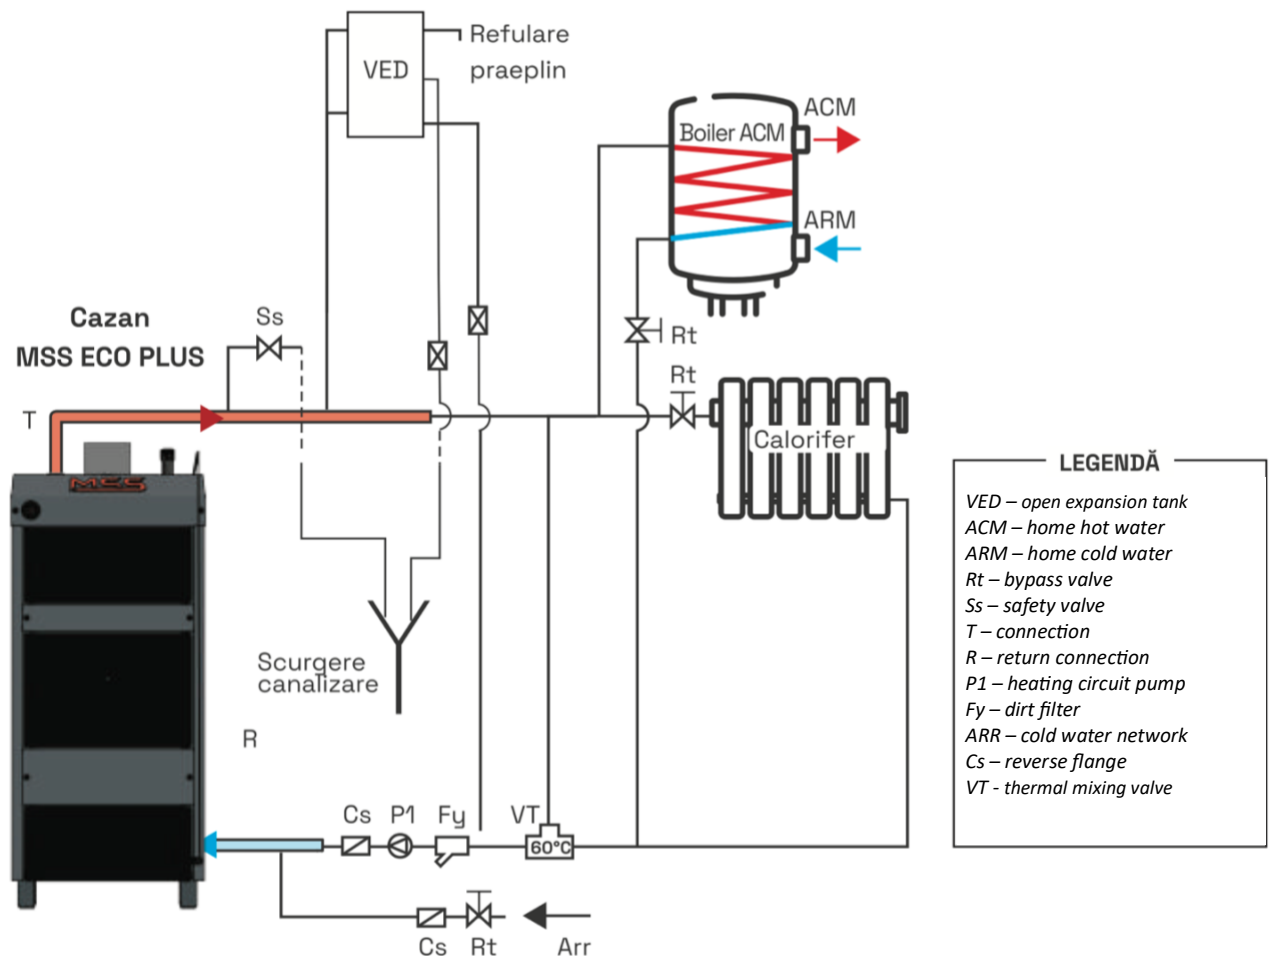 Refulare
praeplin
VED
ACM
Boiler ACM
ARM
Cazan
MSS ECO PLUS
Ss
Rt
Rt
T
Calorifer
MSS
Scurgere
canalizare
R
Cs
P1
Fy
VT
60°C
Cs
Rt
Arr
LEGENDĂ
VED – open expansion tank
ACM – home hot water
ARM – home cold water
Rt – bypass valve
Ss – safety valve
T – connection
R – return connection
P1 – heating circuit pump
Fy – dirt filter
ARR – cold water network
Cs – reverse flange
VT - thermal mixing valve